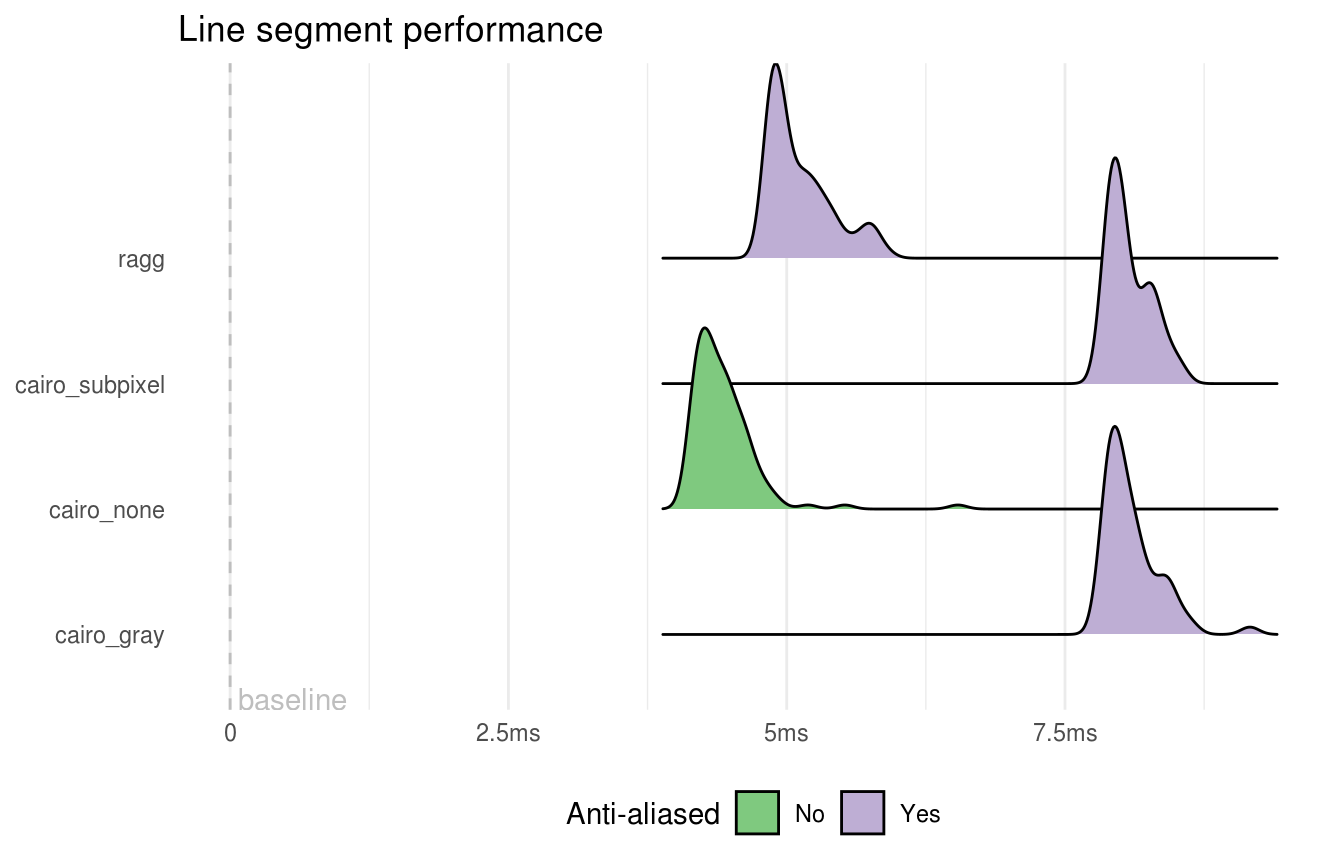 Line segment performance
ragg
cairo_subpixel
cairo_none
cairo_gray
baseline
0 2.5ms 5ms 7.5ms
Anti-aliased No Yes